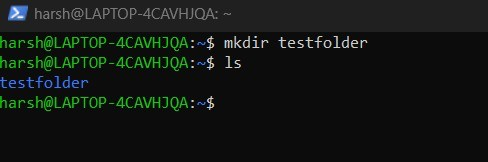 harsh@LAPTOP-4CAVHJQA: ~
harsh@LAPTOP-4CAVHJQA:~$ mkdir testfolder
harsh@LAPTOP-4CAVHJQA:~$ ls
testfolder
harsh@LAPTOP-4CAVHJQA:~$